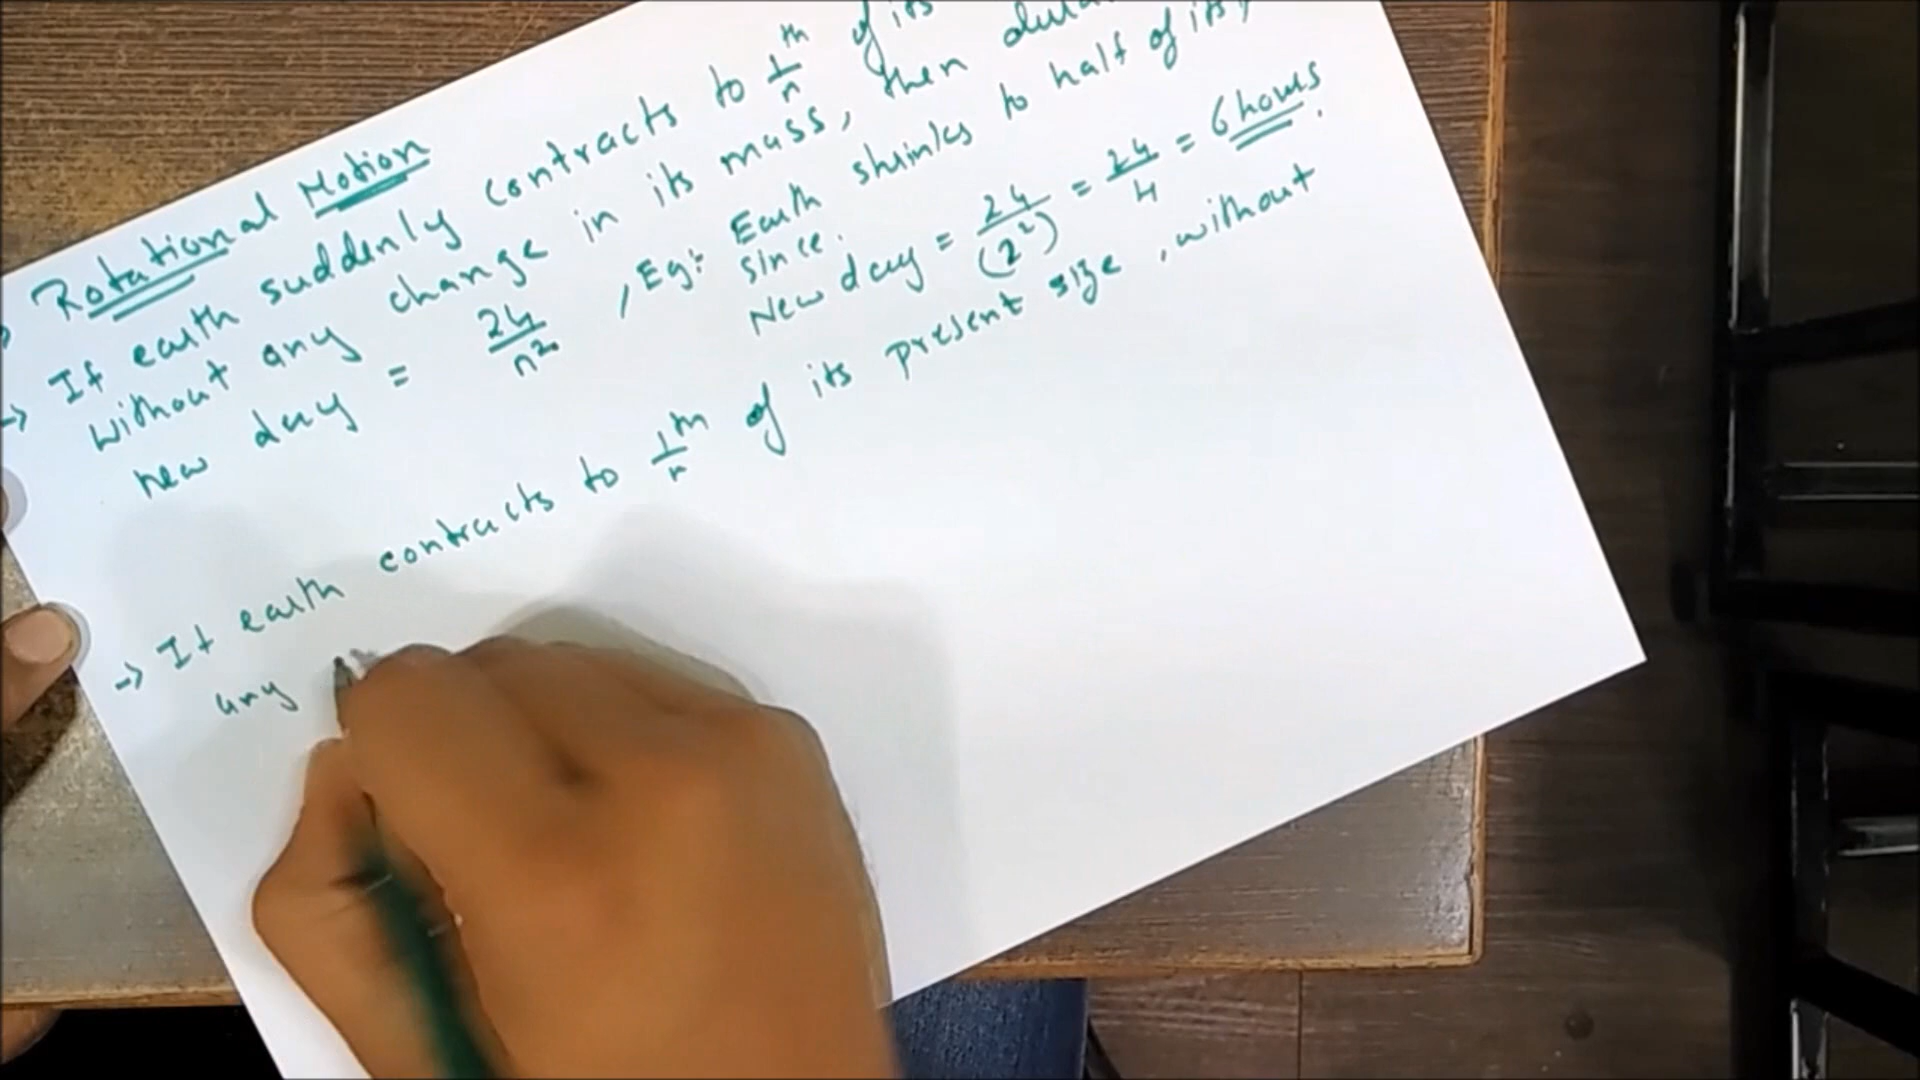 Rotational Motion
-> If earth suddenly contracts to 1/n th of its
without any change in its mass, then
new day = 24/n², Eg: Earth shrinks to half of its
since.
New day = 24/(2²) = 24/4 = 6 hours.
-> If earth contracts to 1/n th of its present size, without
any